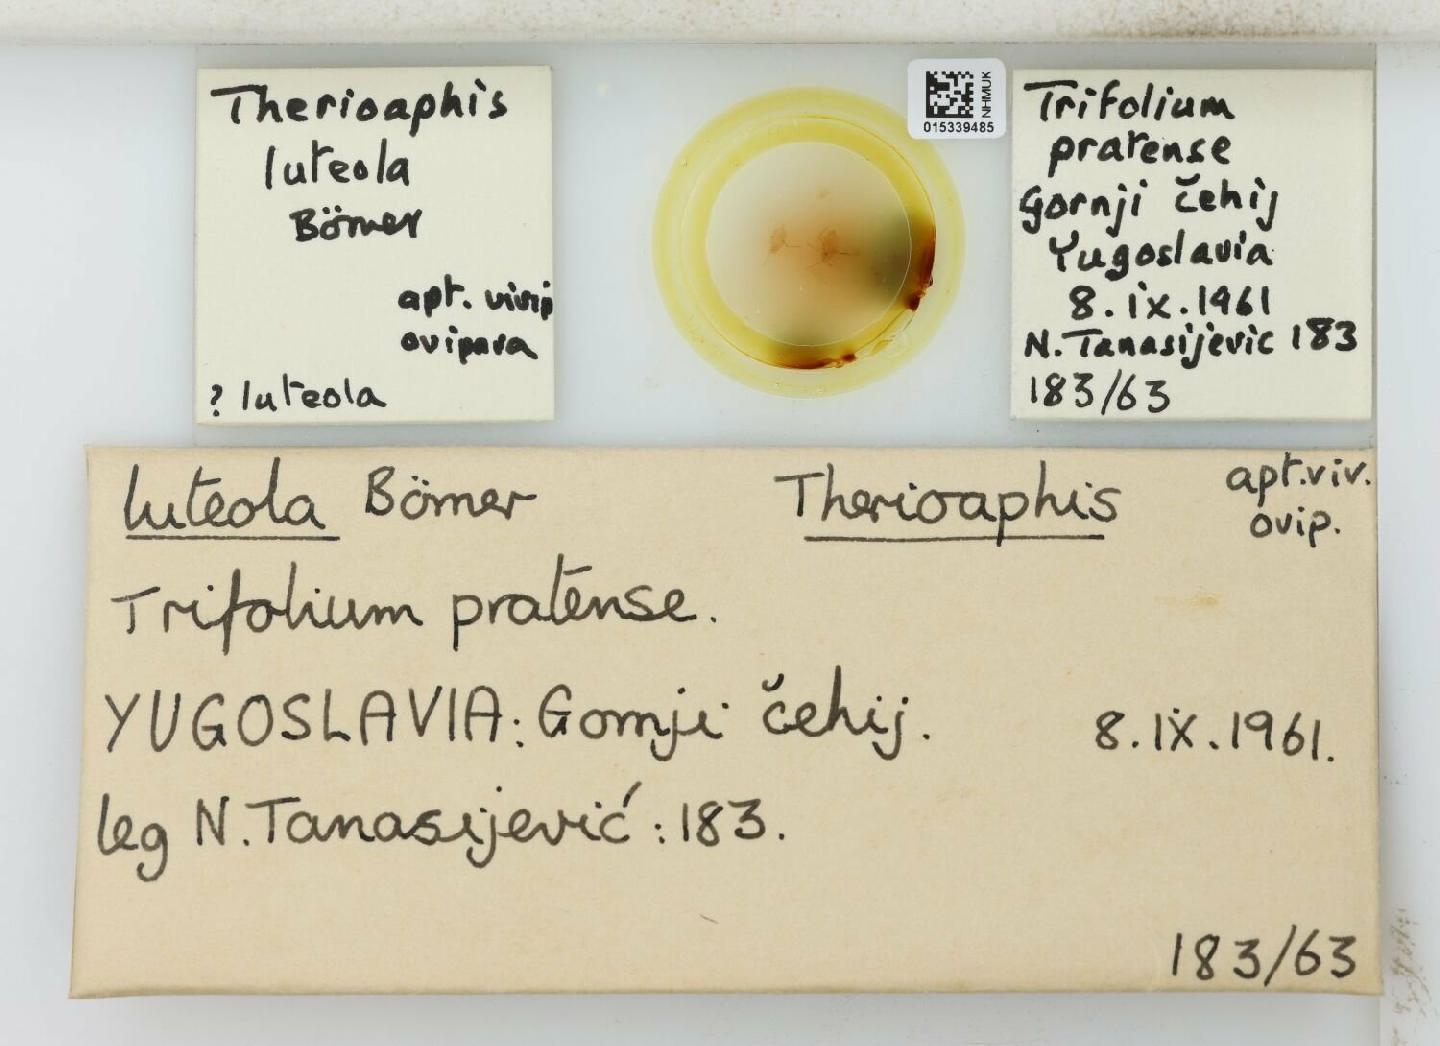 Therioaphis
luteola
Börner
apt. vivip
ovipara
? luteola
NHMUK
015339485
Trifolium
pratense
Gornji čehij
Yugoslavia
8.ix.1961
N. Tanasijevic 183
183/63
luteola Börner Therioaphis apt.viv.
ovip.
Trifolium pratense.
YUGOSLAVIA: Gornji čehij. 8.IX.1961.
leg N. Tanasijević: 183.
183/63